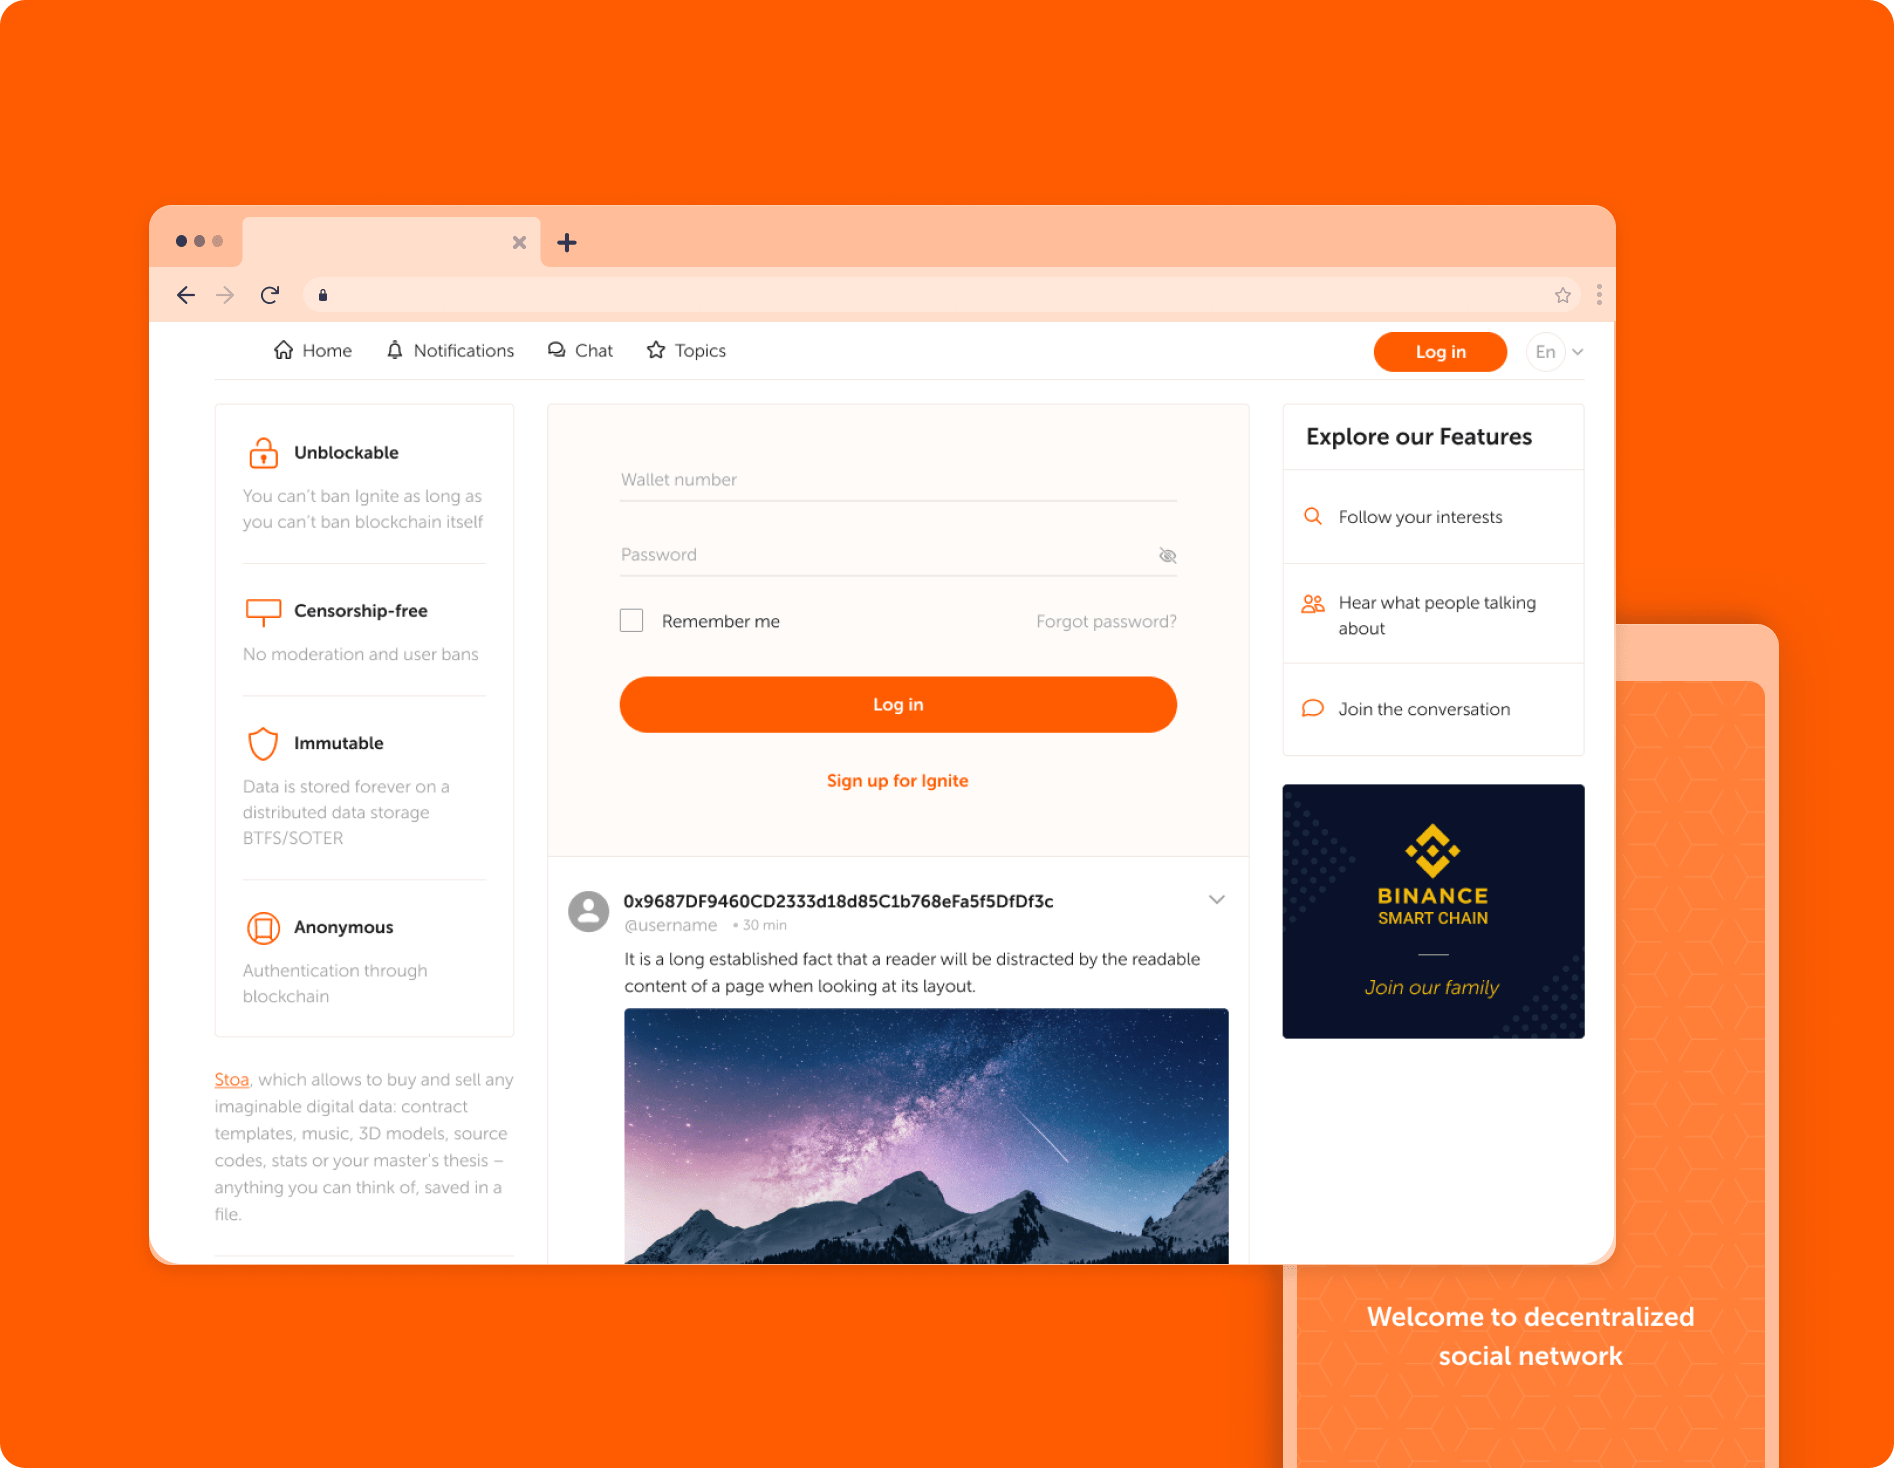 Home
Notifications
Chat
Topics
Log in
En
Unblockable
You can't ban Ignite as long as
you can't ban blockchain itself
Censorship-free
No moderation and user bans
Immutable
Data is stored forever on a
distributed data storage
BTFS/SOTER
Anonymous
Authentication through
blockchain
Stoa, which allows to buy and sell any
imaginable digital data: contract
templates, music, 3D models, source
codes, stats or your master's thesis –
anything you can think of, saved in a
file.
Wallet number
Password
Remember me
Forgot password?
Log in
Sign up for Ignite
0x9687DF9460CD2333d18d85C1b768eFa5f5DfDf3c
@username • 30 min
It is a long established fact that a reader will be distracted by the readable
content of a page when looking at its layout.
Explore our Features
Follow your interests
Hear what people talking
about
Join the conversation
BINANCE
SMART CHAIN
Join our family
Welcome to decentralized
social network